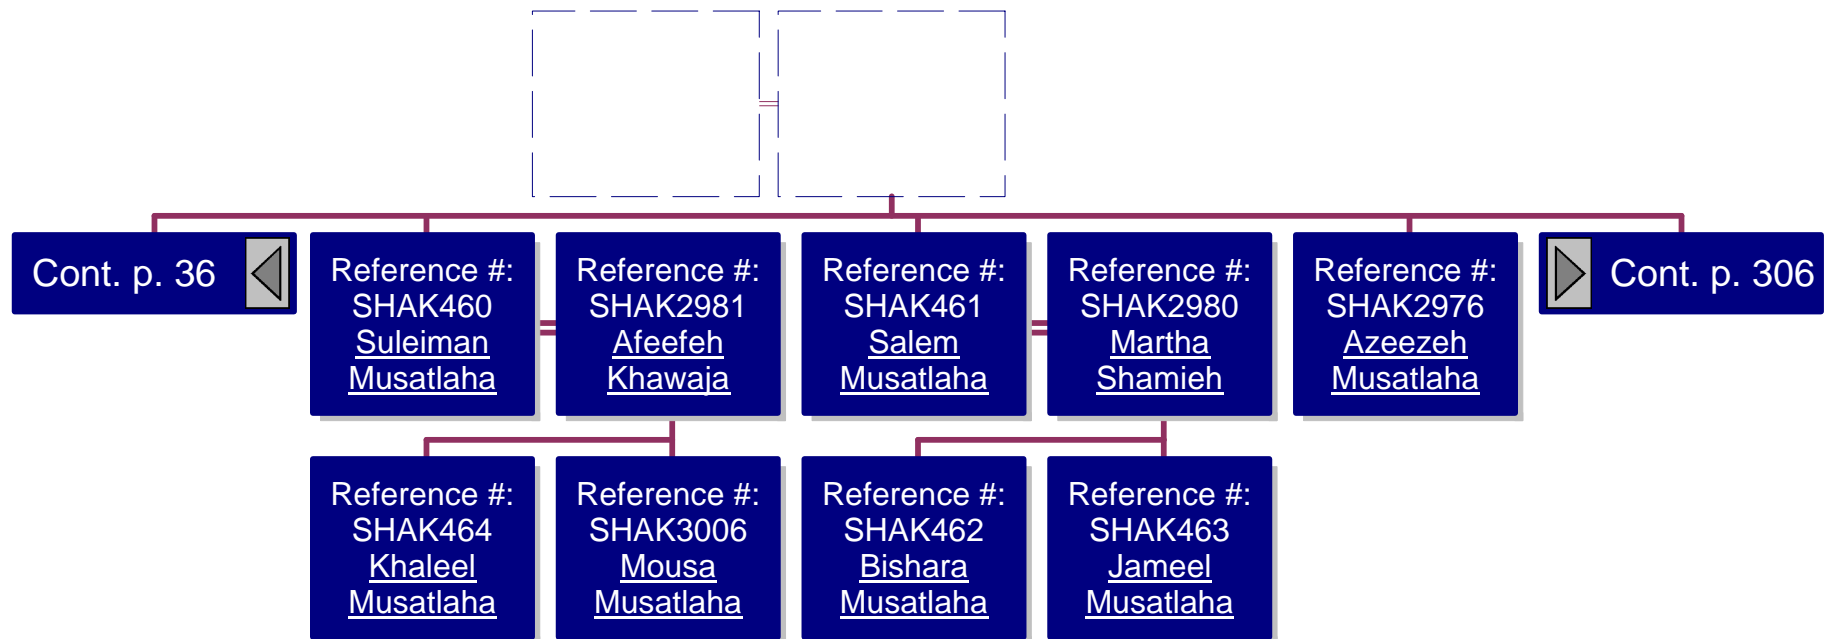 Cont. p. 36
Reference #:
SHAK460
Suleiman
Musatlaha
Reference #:
SHAK2981
Afeefeh
Khawaja
Reference #:
SHAK461
Salem
Musatlaha
Reference #:
SHAK2980
Martha
Shamieh
Reference #:
SHAK2976
Azeezeh
Musatlaha
Cont. p. 306
Reference #:
SHAK464
Khaleel
Musatlaha
Reference #:
SHAK3006
Mousa
Musatlaha
Reference #:
SHAK462
Bishara
Musatlaha
Reference #:
SHAK463
Jameel
Musatlaha